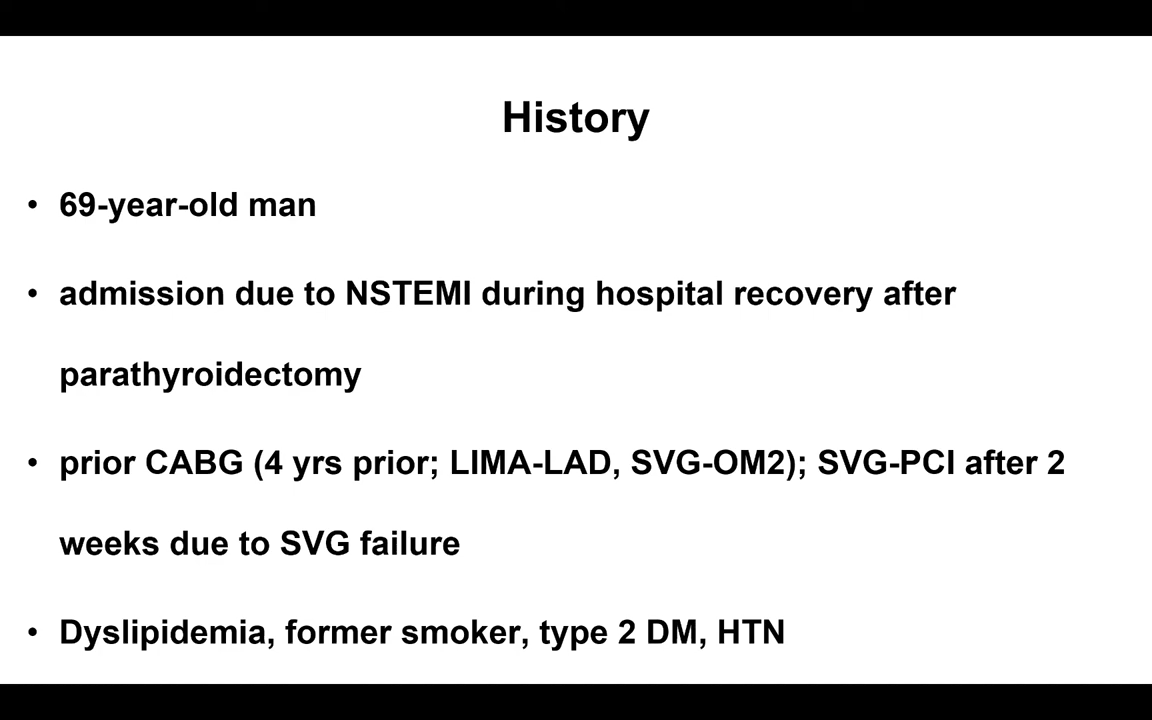 History
• 69-year-old man
• admission due to NSTEMI during hospital recovery after
parathyroidectomy
• prior CABG (4 yrs prior; LIMA-LAD, SVG-OM2); SVG-PCI after 2
weeks due to SVG failure
• Dyslipidemia, former smoker, type 2 DM, HTN